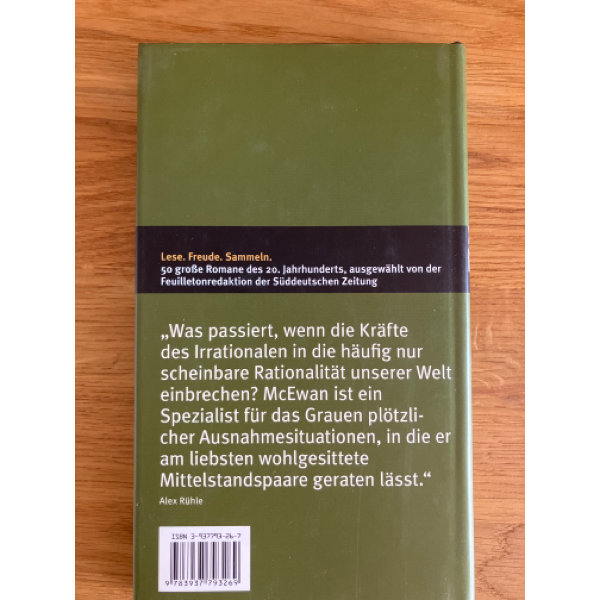 Lese. Freude. Sammeln.
50 große Romane des 20. Jahrhunderts, ausgewählt von der
Feuilletonredaktion der Süddeutschen Zeitung
„Was passiert, wenn die Kräfte
des Irrationalen in die häufig nur
scheinbare Rationalität unserer Welt
einbrechen? McEwan ist ein
Spezialist für das Grauen plötzli-
cher Ausnahmesituationen, in die er
am liebsten wohlgesittete
Mittelstandspaare geraten lässt.“
Alex Rühle
ISBN 3-937793-26-7
9 783937 793269